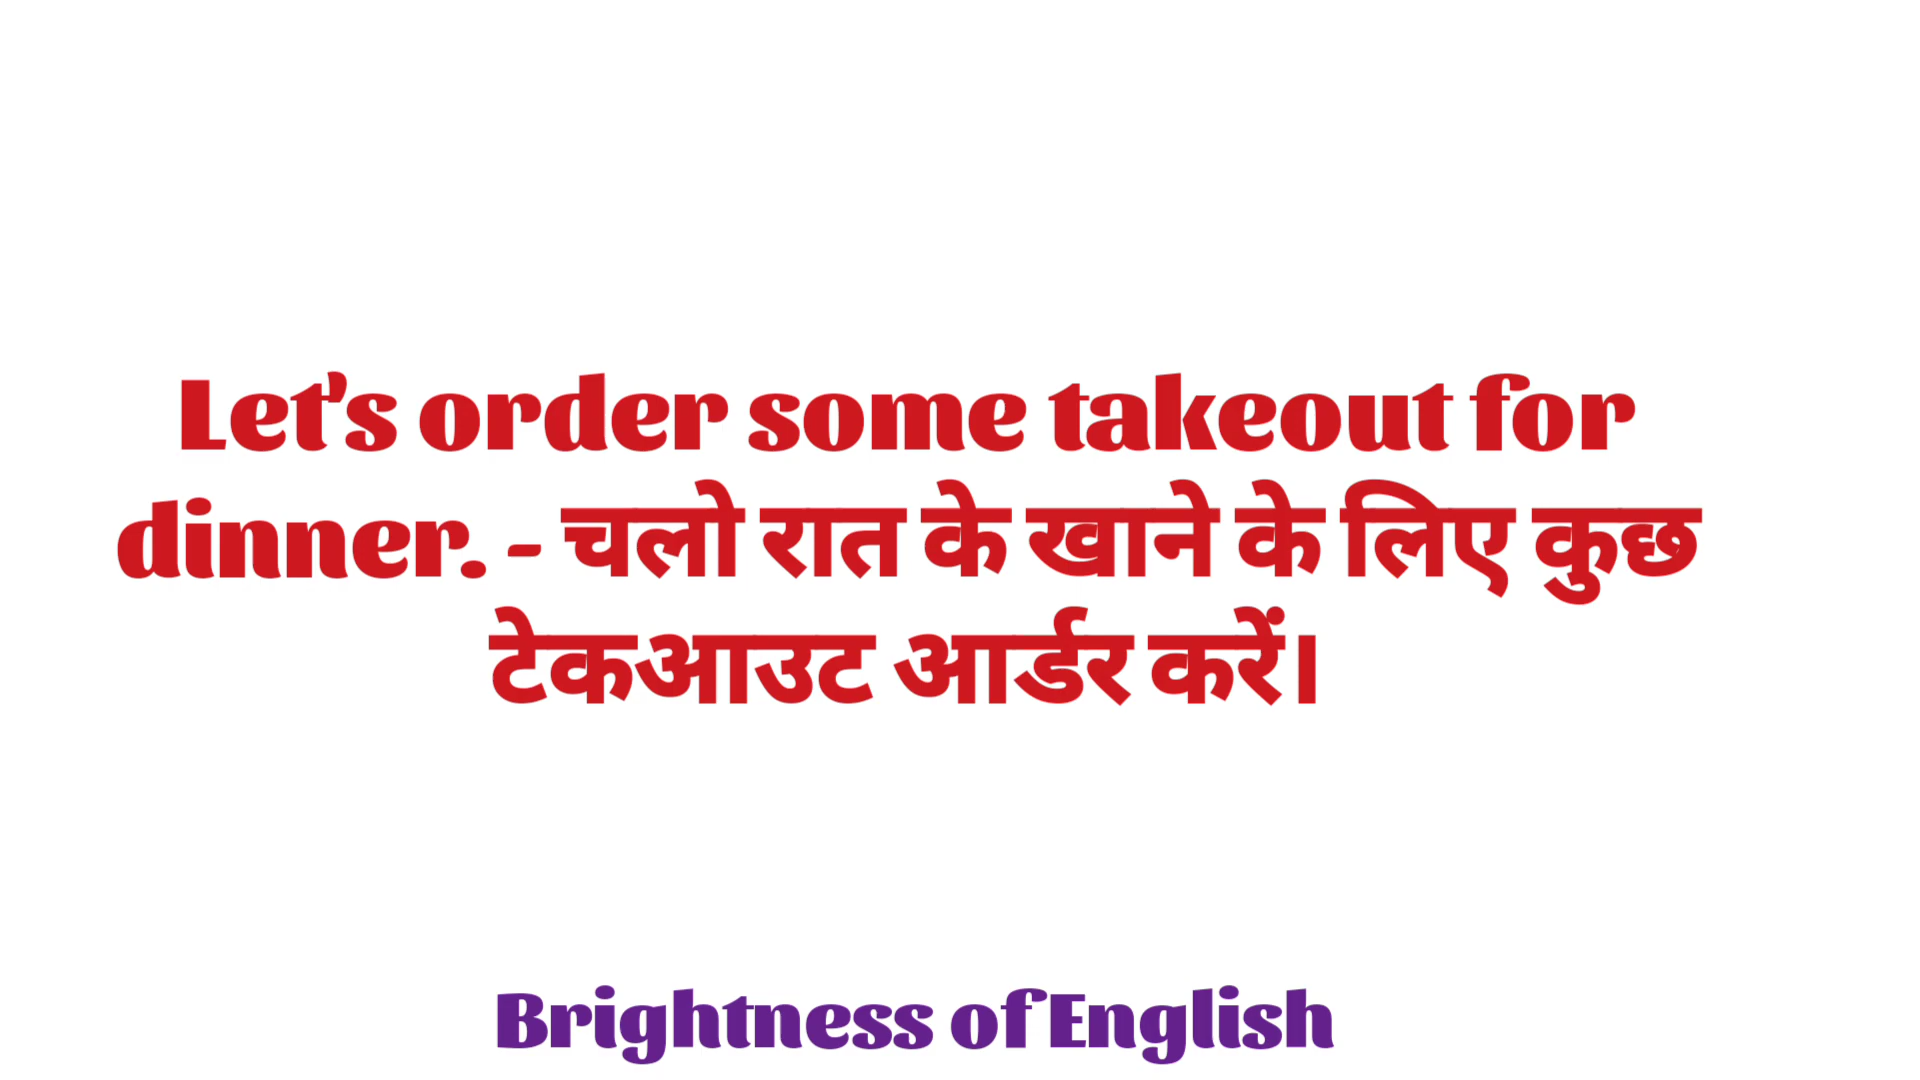 Let's order some takeout for
dinner. - चलो रात के खाने के लिए कुछ
टेकआउट आर्डर करें।
Brightness of English